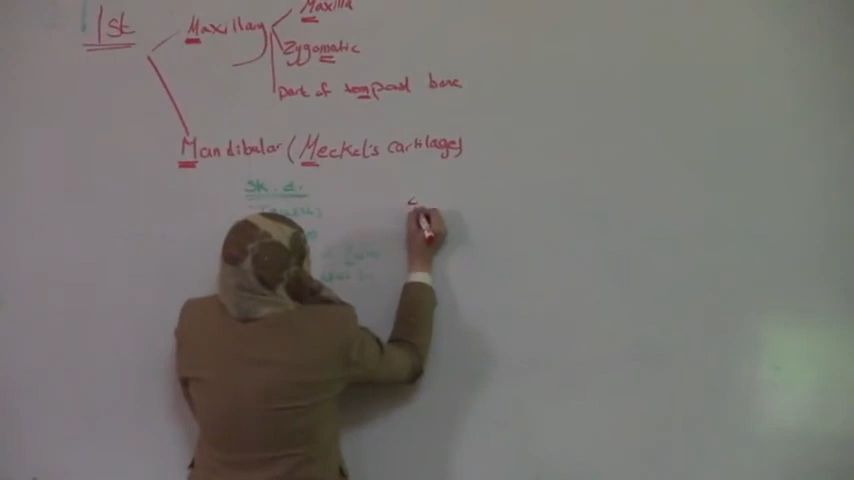 1st
Maxillary
Maxilla
Zygomatic
part of temporal bone
Mandibular (Meckel's cartilage)
Sk. d.